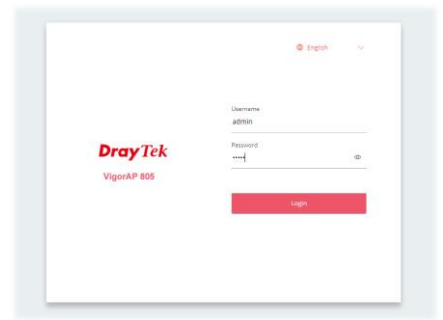 English
Username
admin
Password
•••••
DrayTek
VigorAP 805
Login